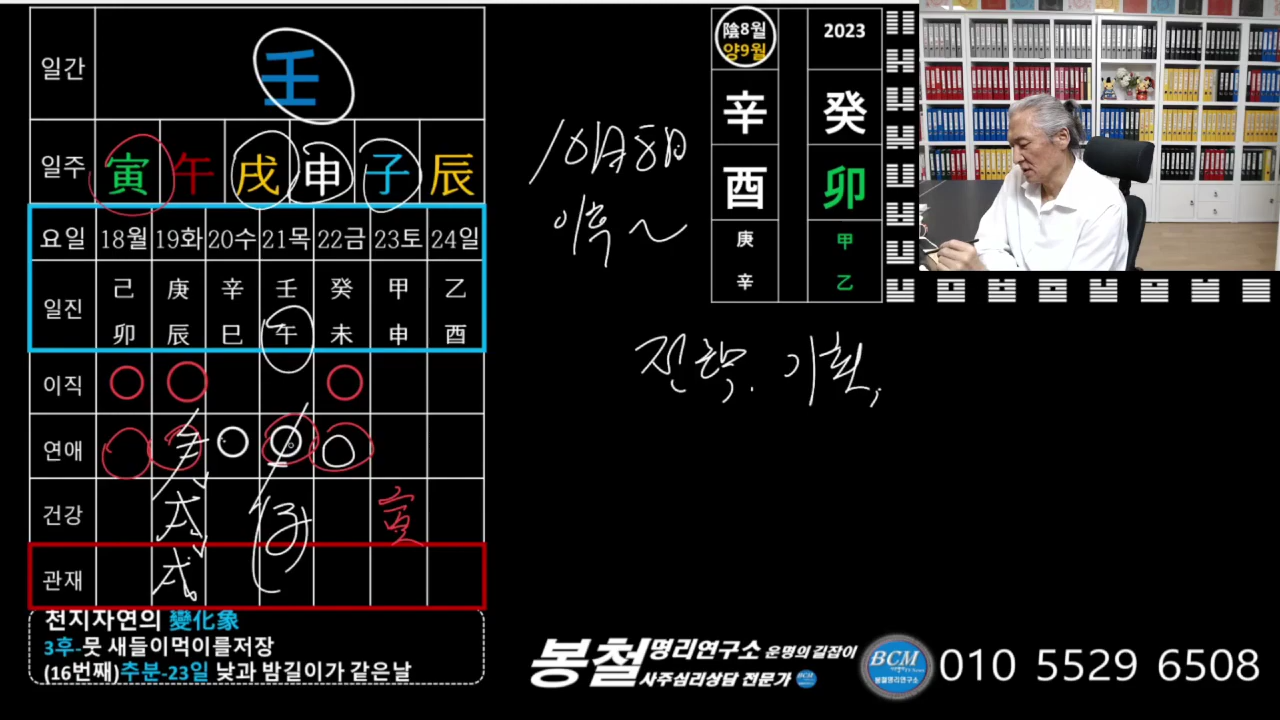 일간 壬
일주 寅 午 戌 申 子 辰
요일 18월 19화 20수 21목 22금 23토 24일
일진 己 庚 辛 壬 癸 甲 乙
卯 辰 巳 午 未 申 酉
이직
연애
건강 戌 寅
관재 戌
천지자연의 變化象
3후-뭇 새들이먹이를저장
(16번째)추분-23일 낮과 밤길이가 같은날
10月8日
이후~
陰8월 2023
양9월
辛 癸
酉 卯
庚 甲
辛 乙
전략. 기획,
봉철 명리연구소 운명의 길잡이
사주심리상담 전문가
BCM
봉철명리연구소
010 5529 6508